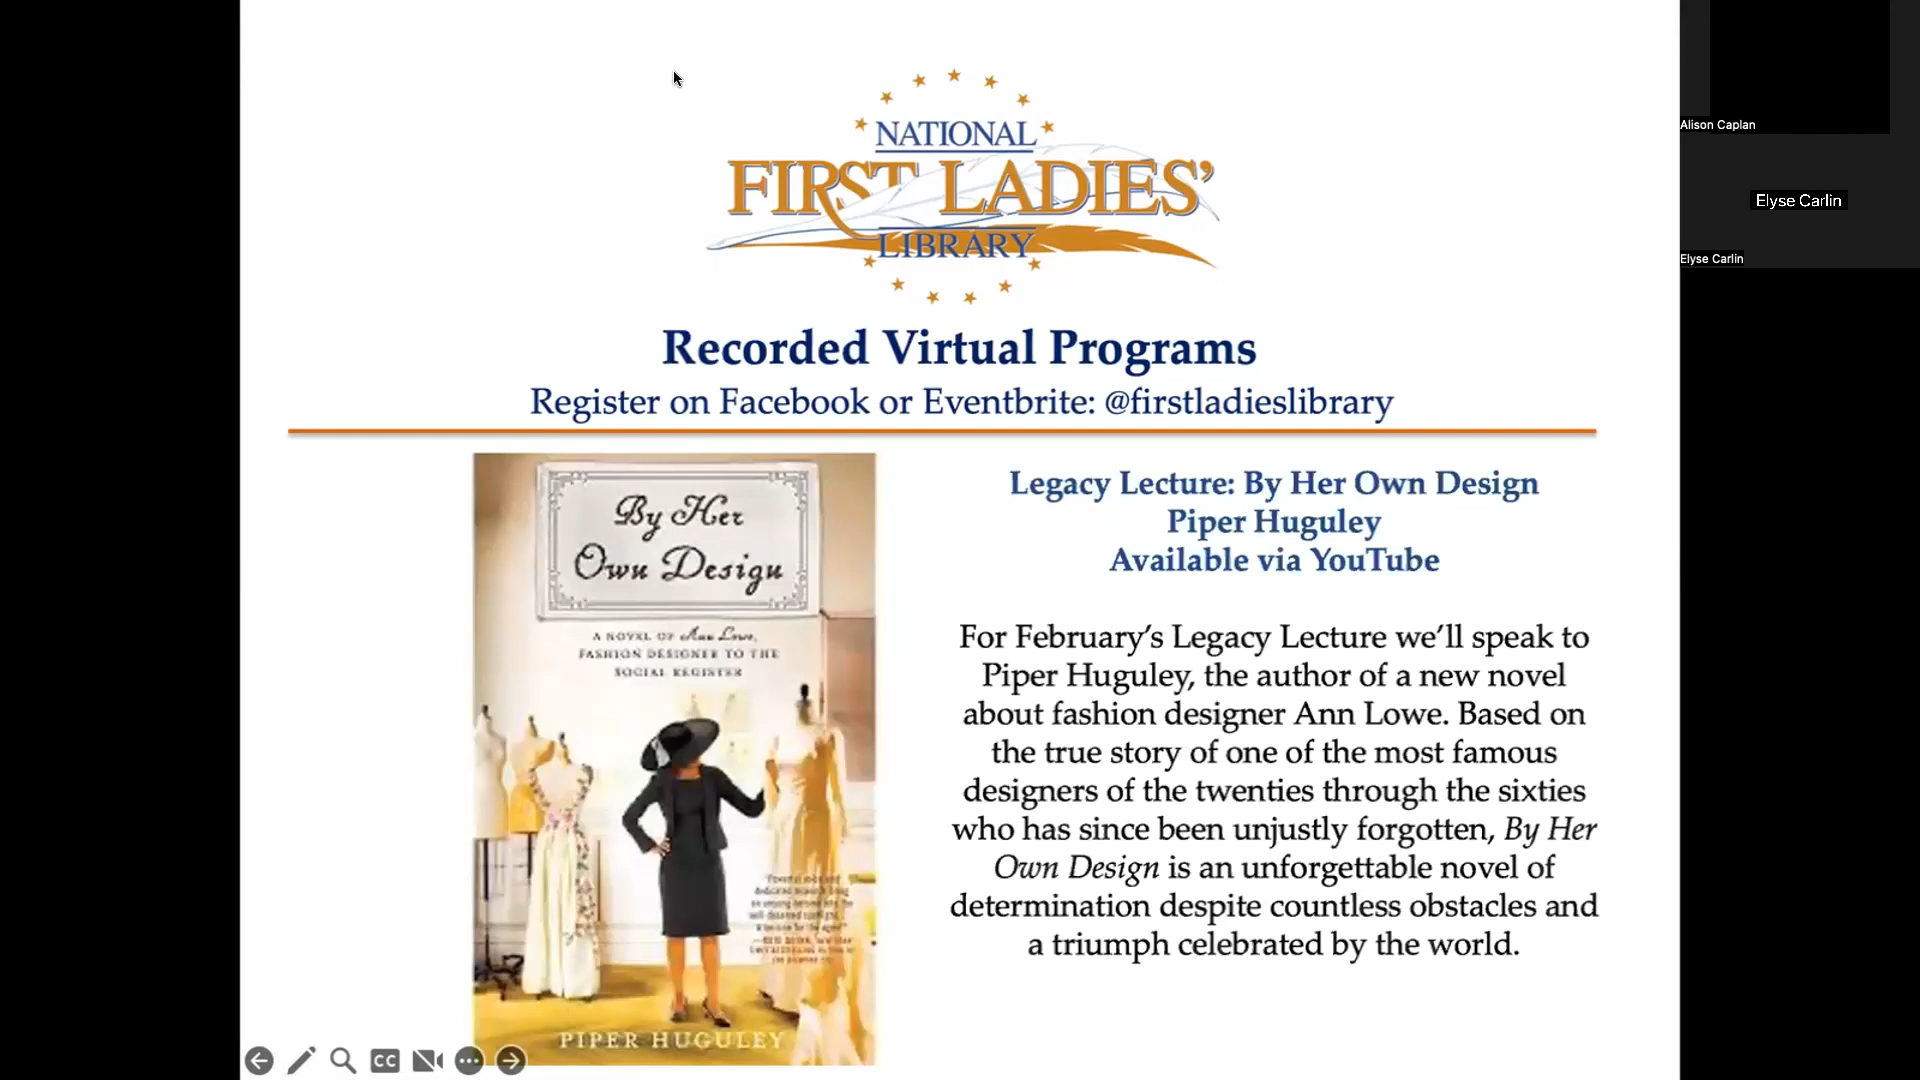 NATIONAL
FIRST LADIES'
LIBRARY
Recorded Virtual Programs
Register on Facebook or Eventbrite: @firstladieslibrary
By Her
Own Design
A NOVEL OF Ann Lowe,
FASHION DESIGNER TO THE
SOCIAL REGISTER
PIPER HUGULEY
Legacy Lecture: By Her Own Design
Piper Huguley
Available via YouTube
For February's Legacy Lecture we'll speak to
Piper Huguley, the author of a new novel
about fashion designer Ann Lowe. Based on
the true story of one of the most famous
designers of the twenties through the sixties
who has since been unjustly forgotten, By Her
Own Design is an unforgettable novel of
determination despite countless obstacles and
a triumph celebrated by the world.
CC
Alison Caplan
Elyse Carlin
Elyse Carlin